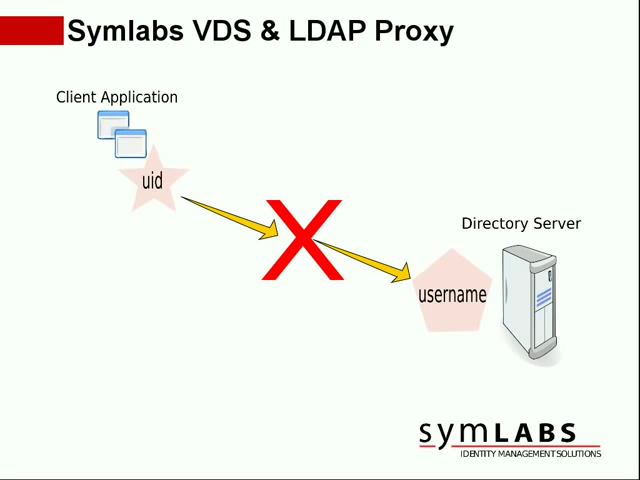 Symlabs VDS & LDAP Proxy
Client Application
uid
X
Directory Server
username
symLABS
IDENTITY MANAGEMENT SOLUTIONS